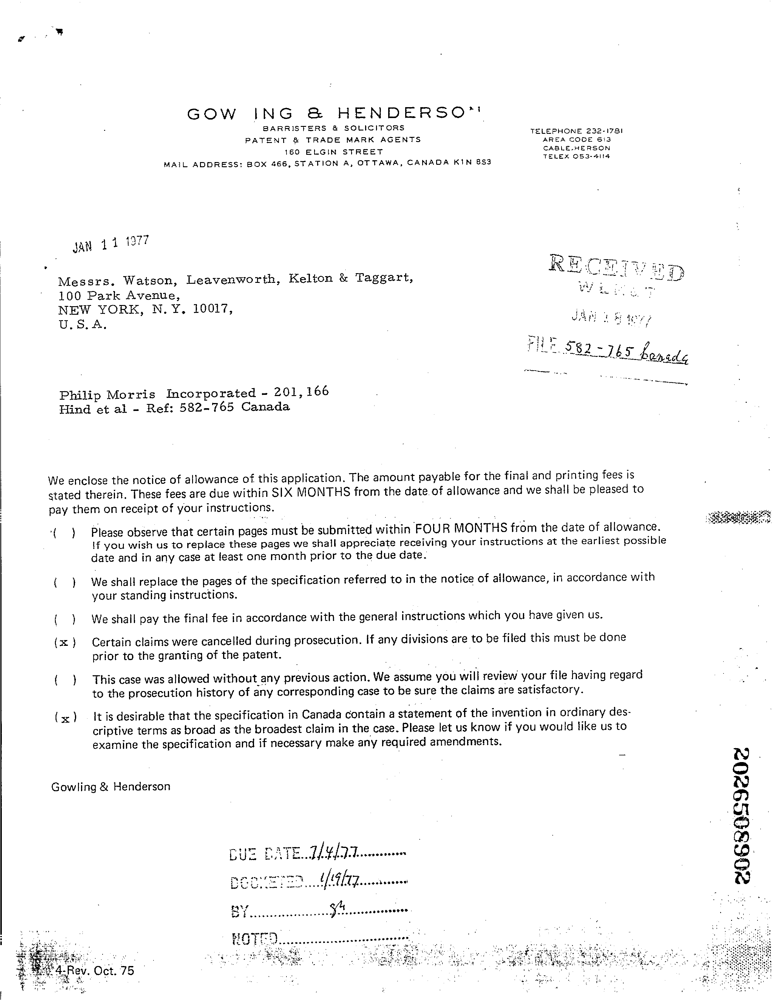 GOW ING & HENDERSO
BARRISTERS & SOLICITORS
PATENT & TRADE MARK AGENTS
160 ELGIN STREET
MAIL ADDRESS: BOX 466, STATION A, OTTAWA, CANADA K1N 8S3
TELEPHONE 232-1781
AREA CODE 613
CABLE. HERSON
TELEX 053-4114
JAN 11 1977
RECEIVED
WLK&T
JAN 18 1977
FILE 582-765 Canada
Messrs. Watson, Leavenworth, Kelton & Taggart,
100 Park Avenue,
NEW YORK, N. Y. 10017,
U. S. A.
Philip Morris Incorporated - 201,166
Hind et al - Ref: 582-765 Canada
We enclose the notice of allowance of this application. The amount payable for the final and printing fees is
stated therein. These fees are due within SIX MONTHS from the date of allowance and we shall be pleased to
pay them on receipt of your instructions.
( ) Please observe that certain pages must be submitted within FOUR MONTHS from the date of allowance.
If you wish us to replace these pages we shall appreciate receiving your instructions at the earliest possible
date and in any case at least one month prior to the due date.
( ) We shall replace the pages of the specification referred to in the notice of allowance, in accordance with
your standing instructions.
( ) We shall pay the final fee in accordance with the general instructions which you have given us.
(x) Certain claims were cancelled during prosecution. If any divisions are to be filed this must be done
prior to the granting of the patent.
( ) This case was allowed without any previous action. We assume you will review your file having regard
to the prosecution history of any corresponding case to be sure the claims are satisfactory.
(x) It is desirable that the specification in Canada contain a statement of the invention in ordinary des-
criptive terms as broad as the broadest claim in the case. Please let us know if you would like us to
examine the specification and if necessary make any required amendments.
Gowling & Henderson
DUE DATE 7/4/77
DOCKETED 1/19/77
BY
NOTED
4-Rev. Oct. 75
2026508902